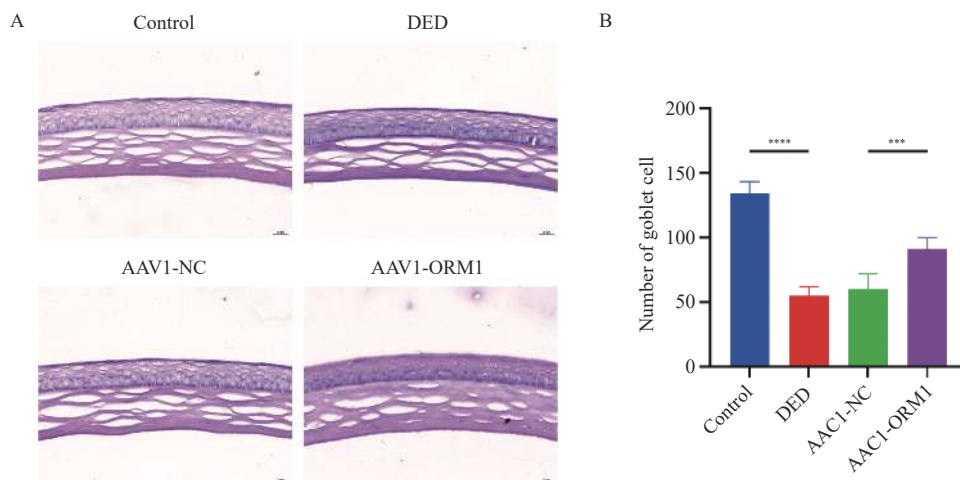 A
Control
DED
AAV1-NC
AAV1-ORM1
B
Number of goblet cell
200
150
100
50
0
****
***
Control
DED
AAC1-NC
AAC1-ORM1